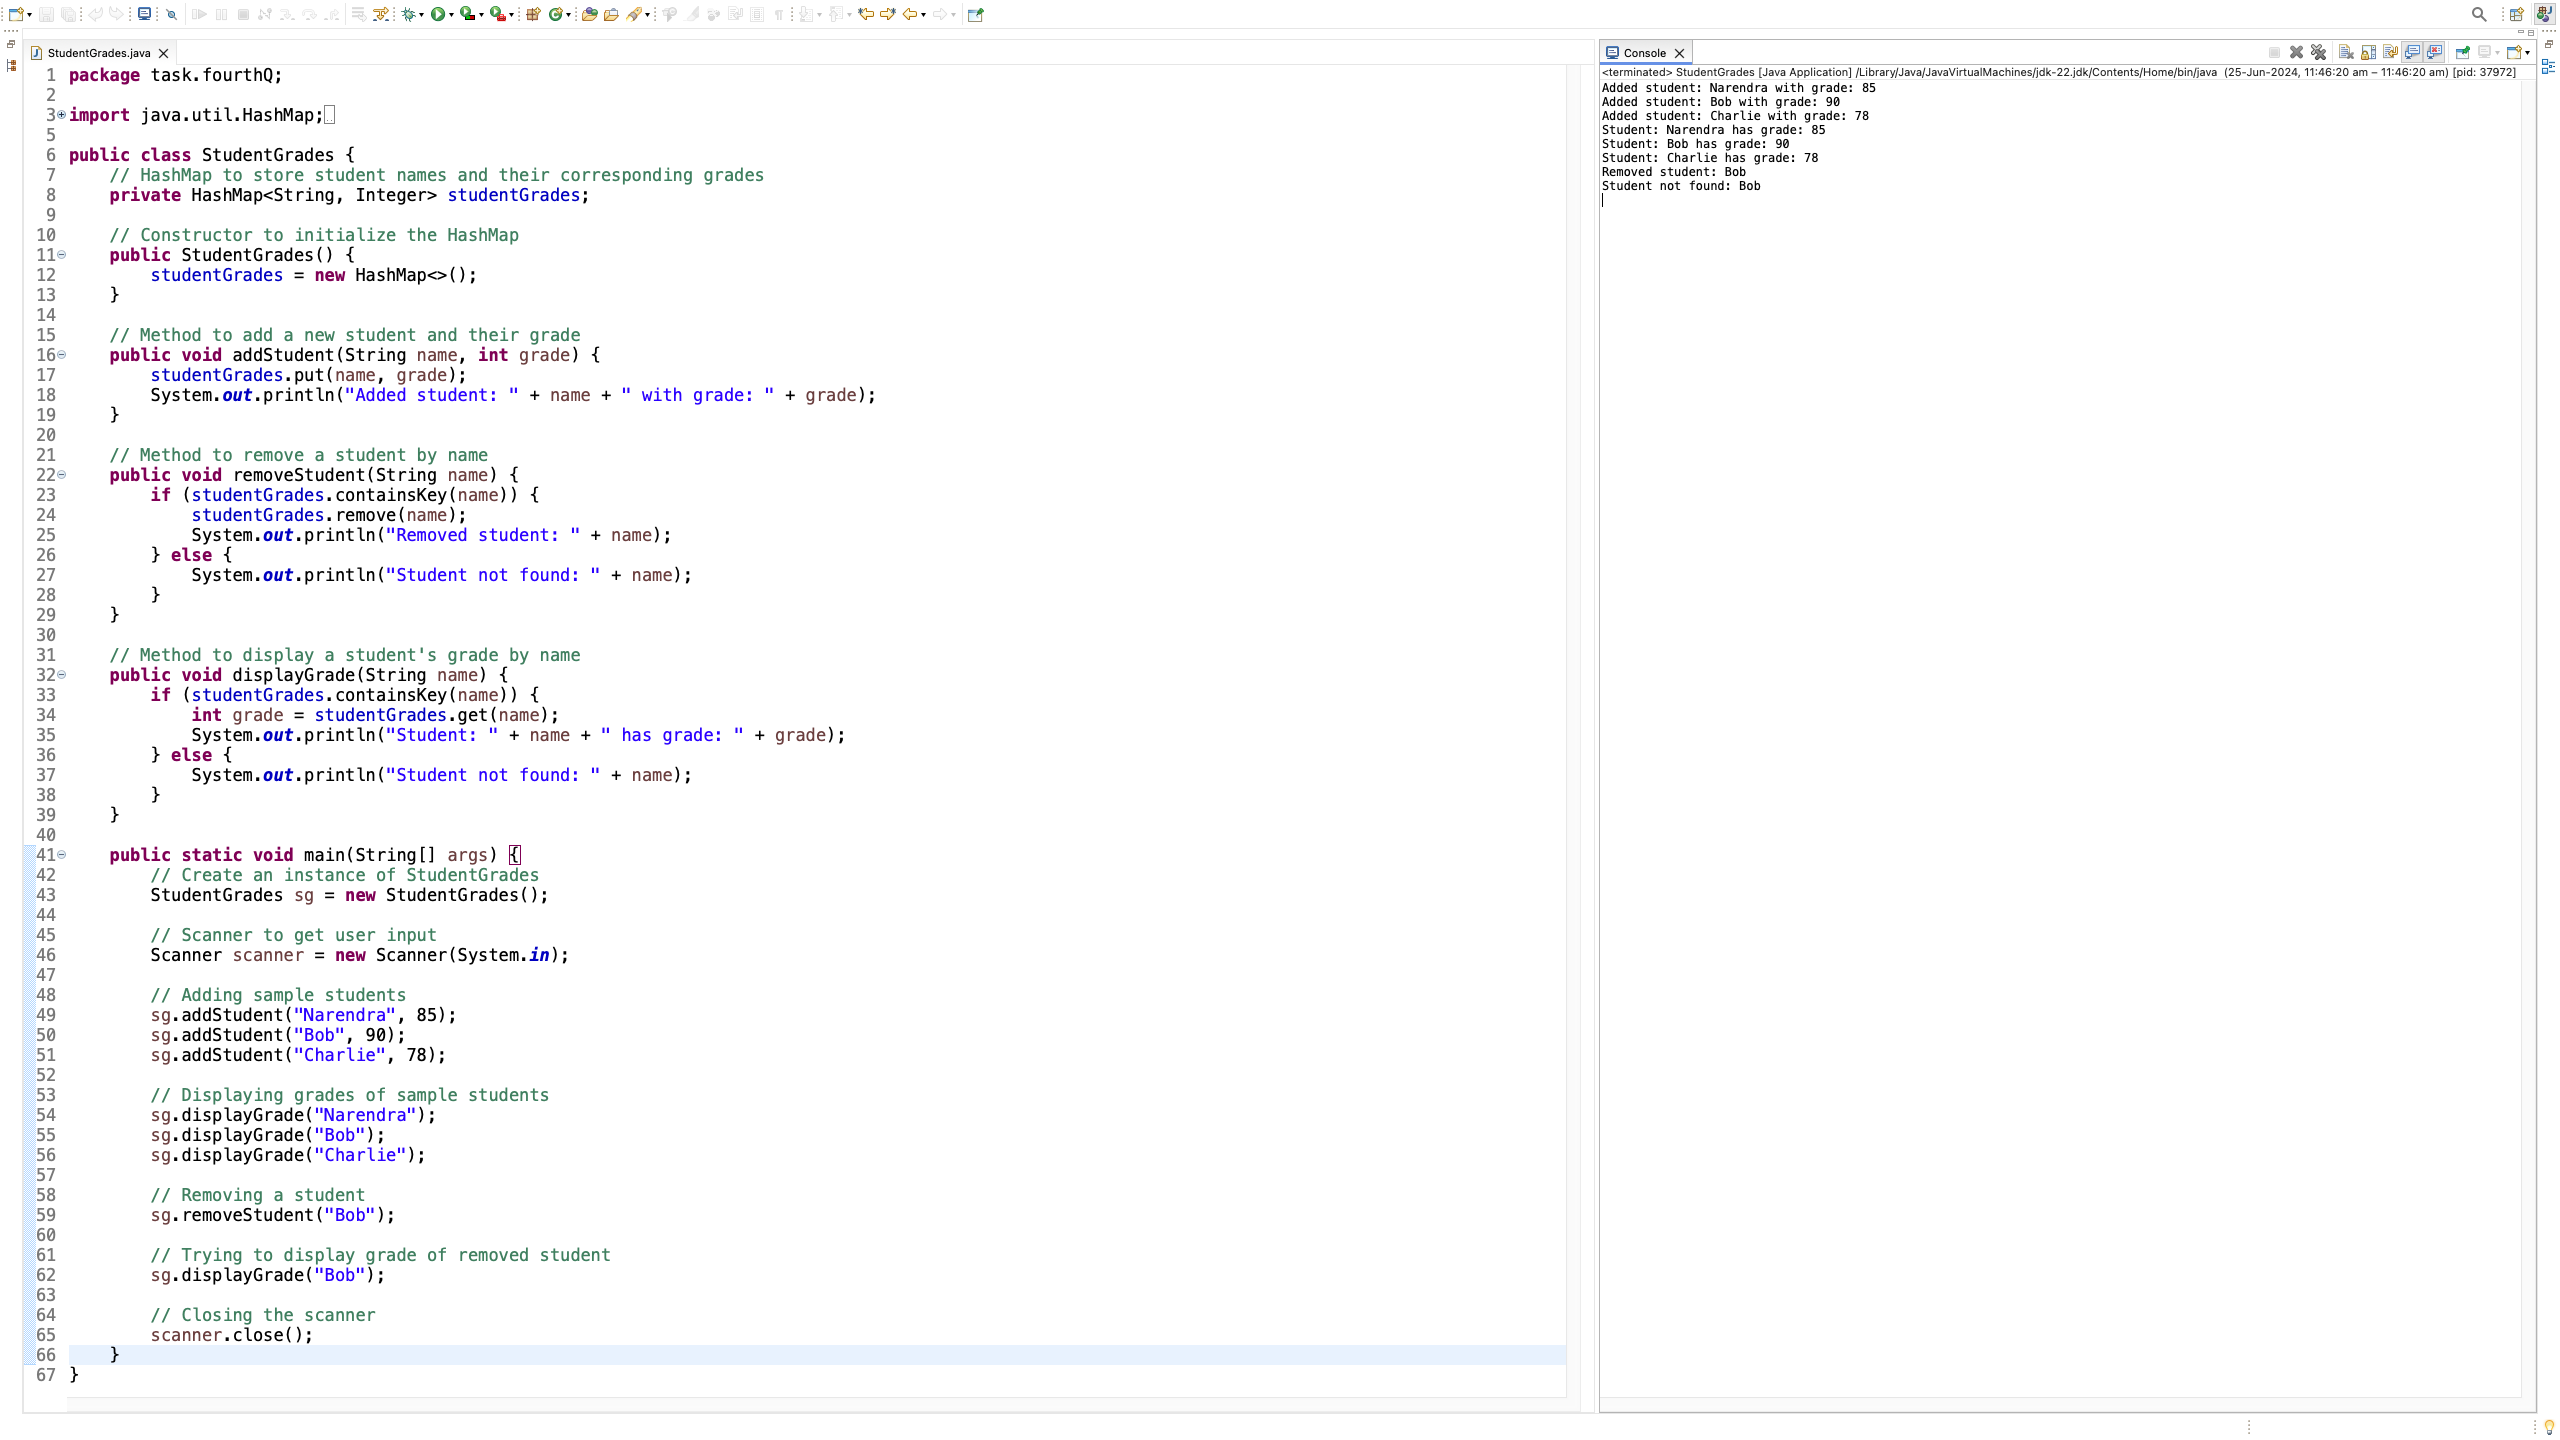 StudentGrades.java
1 package task.fourthQ;
2
3 import java.util.HashMap;
5
6 public class StudentGrades {
7     // HashMap to store student names and their corresponding grades
8     private HashMap<String, Integer> studentGrades;
9
10     // Constructor to initialize the HashMap
11     public StudentGrades() {
12         studentGrades = new HashMap<>();
13     }
14
15     // Method to add a new student and their grade
16     public void addStudent(String name, int grade) {
17         studentGrades.put(name, grade);
18         System.out.println("Added student: " + name + " with grade: " + grade);
19     }
20
21     // Method to remove a student by name
22     public void removeStudent(String name) {
23         if (studentGrades.containsKey(name)) {
24             studentGrades.remove(name);
25             System.out.println("Removed student: " + name);
26         } else {
27             System.out.println("Student not found: " + name);
28         }
29     }
30
31     // Method to display a student's grade by name
32     public void displayGrade(String name) {
33         if (studentGrades.containsKey(name)) {
34             int grade = studentGrades.get(name);
35             System.out.println("Student: " + name + " has grade: " + grade);
36         } else {
37             System.out.println("Student not found: " + name);
38         }
39     }
40
41     public static void main(String[] args) {
42         // Create an instance of StudentGrades
43         StudentGrades sg = new StudentGrades();
44
45         // Scanner to get user input
46         Scanner scanner = new Scanner(System.in);
47
48         // Adding sample students
49         sg.addStudent("Narendra", 85);
50         sg.addStudent("Bob", 90);
51         sg.addStudent("Charlie", 78);
52
53         // Displaying grades of sample students
54         sg.displayGrade("Narendra");
55         sg.displayGrade("Bob");
56         sg.displayGrade("Charlie");
57
58         // Removing a student
59         sg.removeStudent("Bob");
60
61         // Trying to display grade of removed student
62         sg.displayGrade("Bob");
63
64         // Closing the scanner
65         scanner.close();
66     }
67 }
Console
<terminated> StudentGrades [Java Application] /Library/Java/JavaVirtualMachines/jdk-22.jdk/Contents/Home/bin/java (25-Jun-2024, 11:46:20 am – 11:46:20 am) [pid: 37972]
Added student: Narendra with grade: 85
Added student: Bob with grade: 90
Added student: Charlie with grade: 78
Student: Narendra has grade: 85
Student: Bob has grade: 90
Student: Charlie has grade: 78
Removed student: Bob
Student not found: Bob